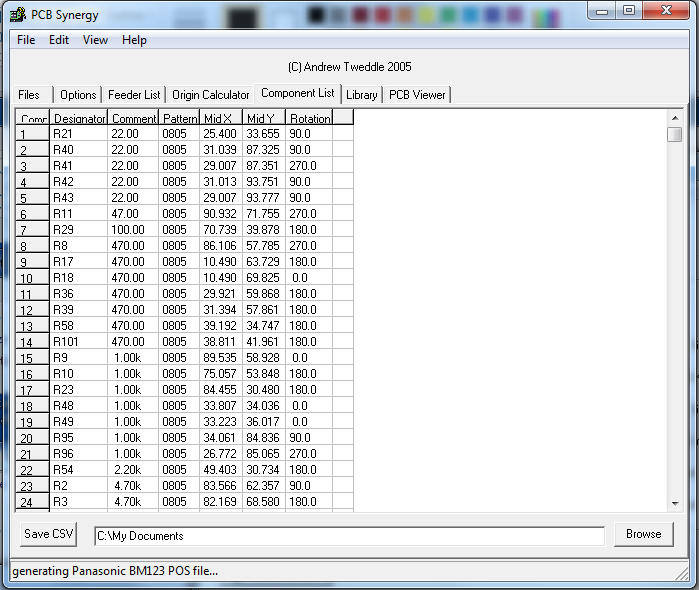 PCB Synergy
File Edit View Help
(C) Andrew Tweddle 2005
Files Options Feeder List Origin Calculator Component List Library PCB Viewer
Comp Designator Comment Pattern Mid X Mid Y Rotation
1 R21 22.00 0805 25.400 33.655 90.0
2 R40 22.00 0805 31.039 87.325 90.0
3 R41 22.00 0805 29.007 87.351 270.0
4 R42 22.00 0805 31.013 93.751 90.0
5 R43 22.00 0805 29.007 93.777 90.0
6 R11 47.00 0805 90.932 71.755 270.0
7 R29 100.00 0805 70.739 39.878 180.0
8 R8 470.00 0805 86.106 57.785 270.0
9 R17 470.00 0805 10.490 63.729 180.0
10 R18 470.00 0805 10.490 69.825 0.0
11 R36 470.00 0805 29.921 59.868 180.0
12 R39 470.00 0805 31.394 57.861 180.0
13 R58 470.00 0805 39.192 34.747 180.0
14 R101 470.00 0805 38.811 41.961 180.0
15 R9 1.00k 0805 89.535 58.928 0.0
16 R10 1.00k 0805 75.057 53.848 180.0
17 R23 1.00k 0805 84.455 30.480 180.0
18 R48 1.00k 0805 33.807 34.036 0.0
19 R49 1.00k 0805 33.223 36.017 0.0
20 R95 1.00k 0805 34.061 84.836 90.0
21 R96 1.00k 0805 26.772 85.065 270.0
22 R54 2.20k 0805 49.403 30.734 180.0
23 R2 4.70k 0805 83.566 62.357 90.0
24 R3 4.70k 0805 82.169 68.580 180.0
Save CSV C:\My Documents Browse
generating Panasonic BM123 POS file...